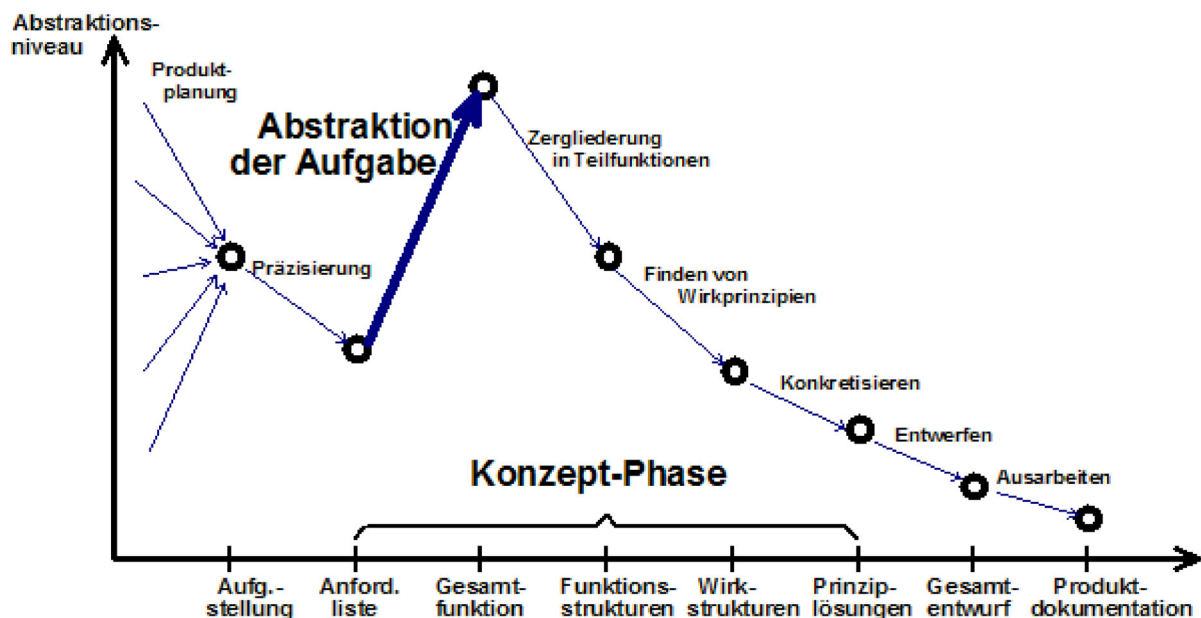 Abstraktions-
niveau
Produkt-
planung
Abstraktion
der Aufgabe
Zergliederung
in Teilfunktionen
Präzisierung
Finden von
Wirkprinzipien
Konkretisieren
Entwerfen
Ausarbeiten
Konzept-Phase
Aufg.-
stellung
Anford.
liste
Gesamt-
funktion
Funktions-
strukturen
Wirk-
strukturen
Prinzip-
lösungen
Gesamt-
entwurf
Produkt-
dokumentation